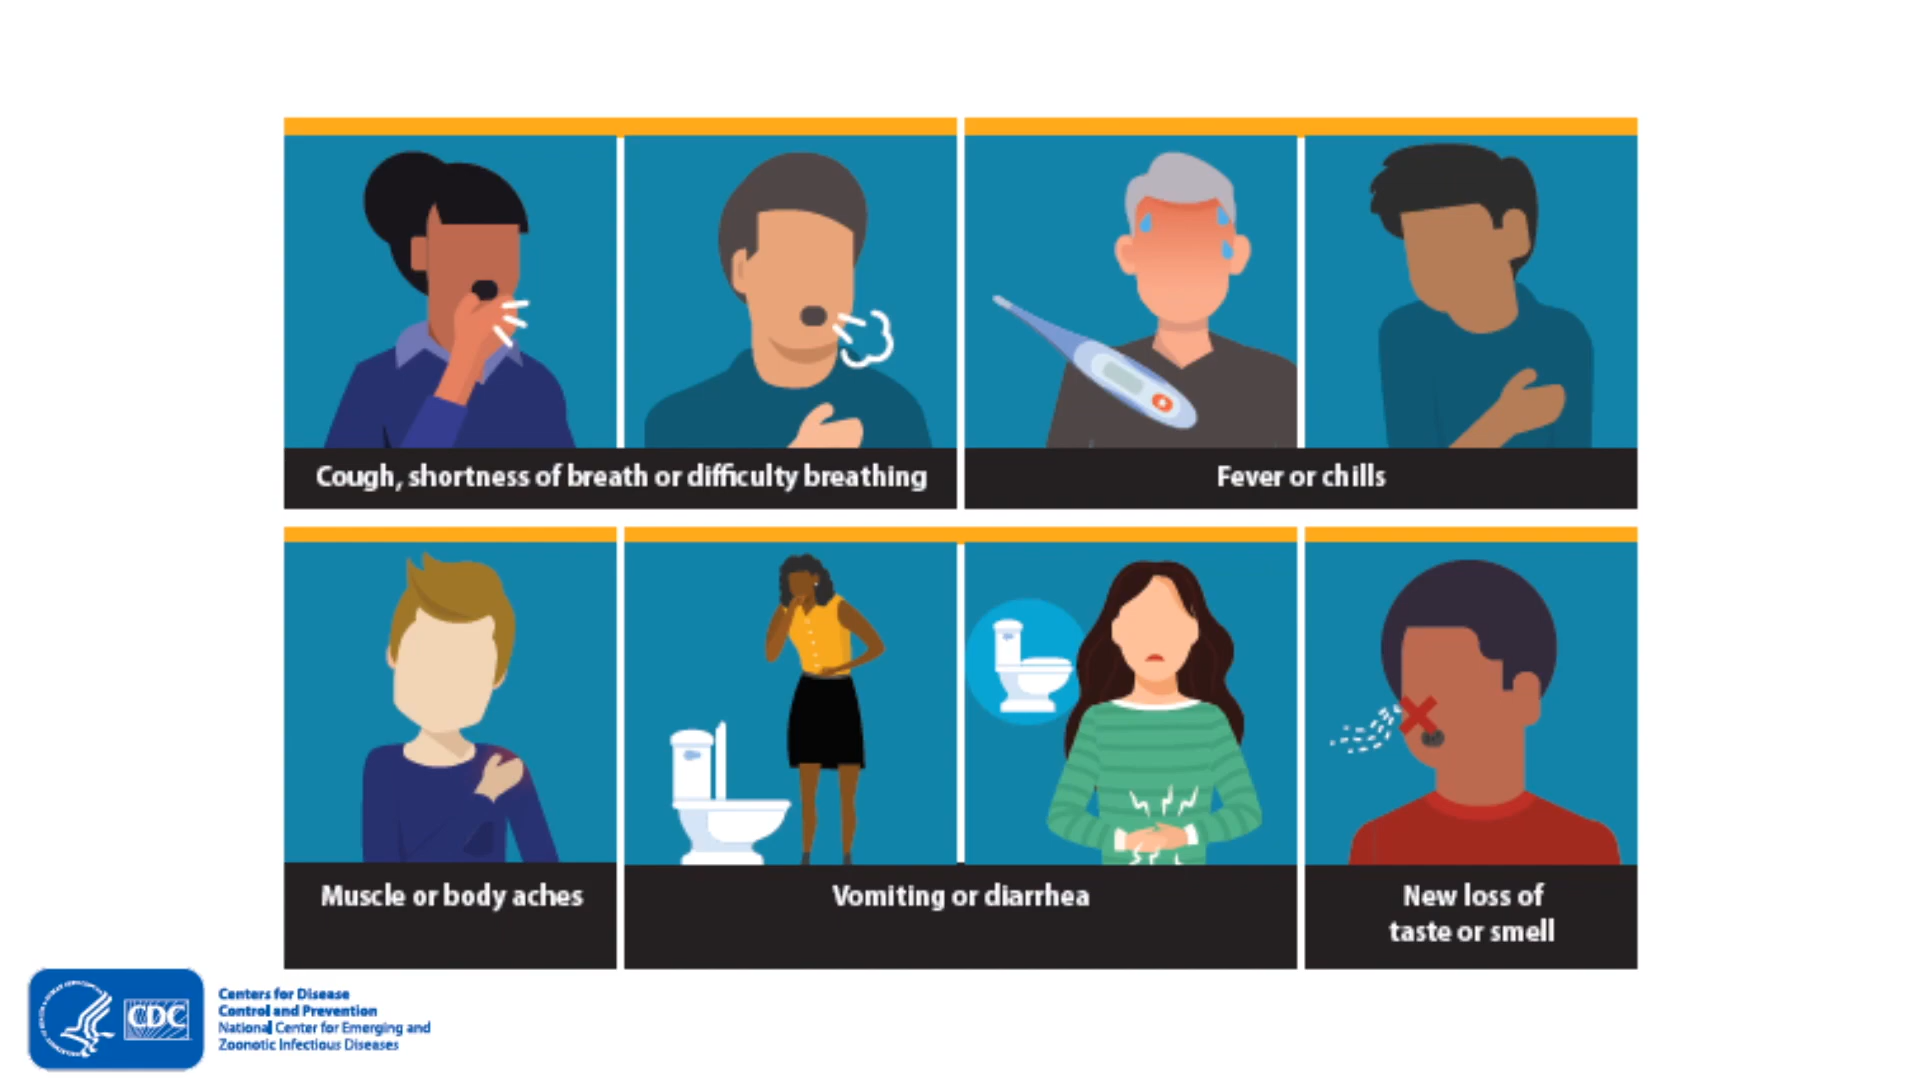 Cough, shortness of breath or difficulty breathing
Fever or chills
Muscle or body aches
Vomiting or diarrhea
New loss of
taste or smell
CDC
Centers for Disease
Control and Prevention
National Center for Emerging and
Zoonotic Infectious Diseases